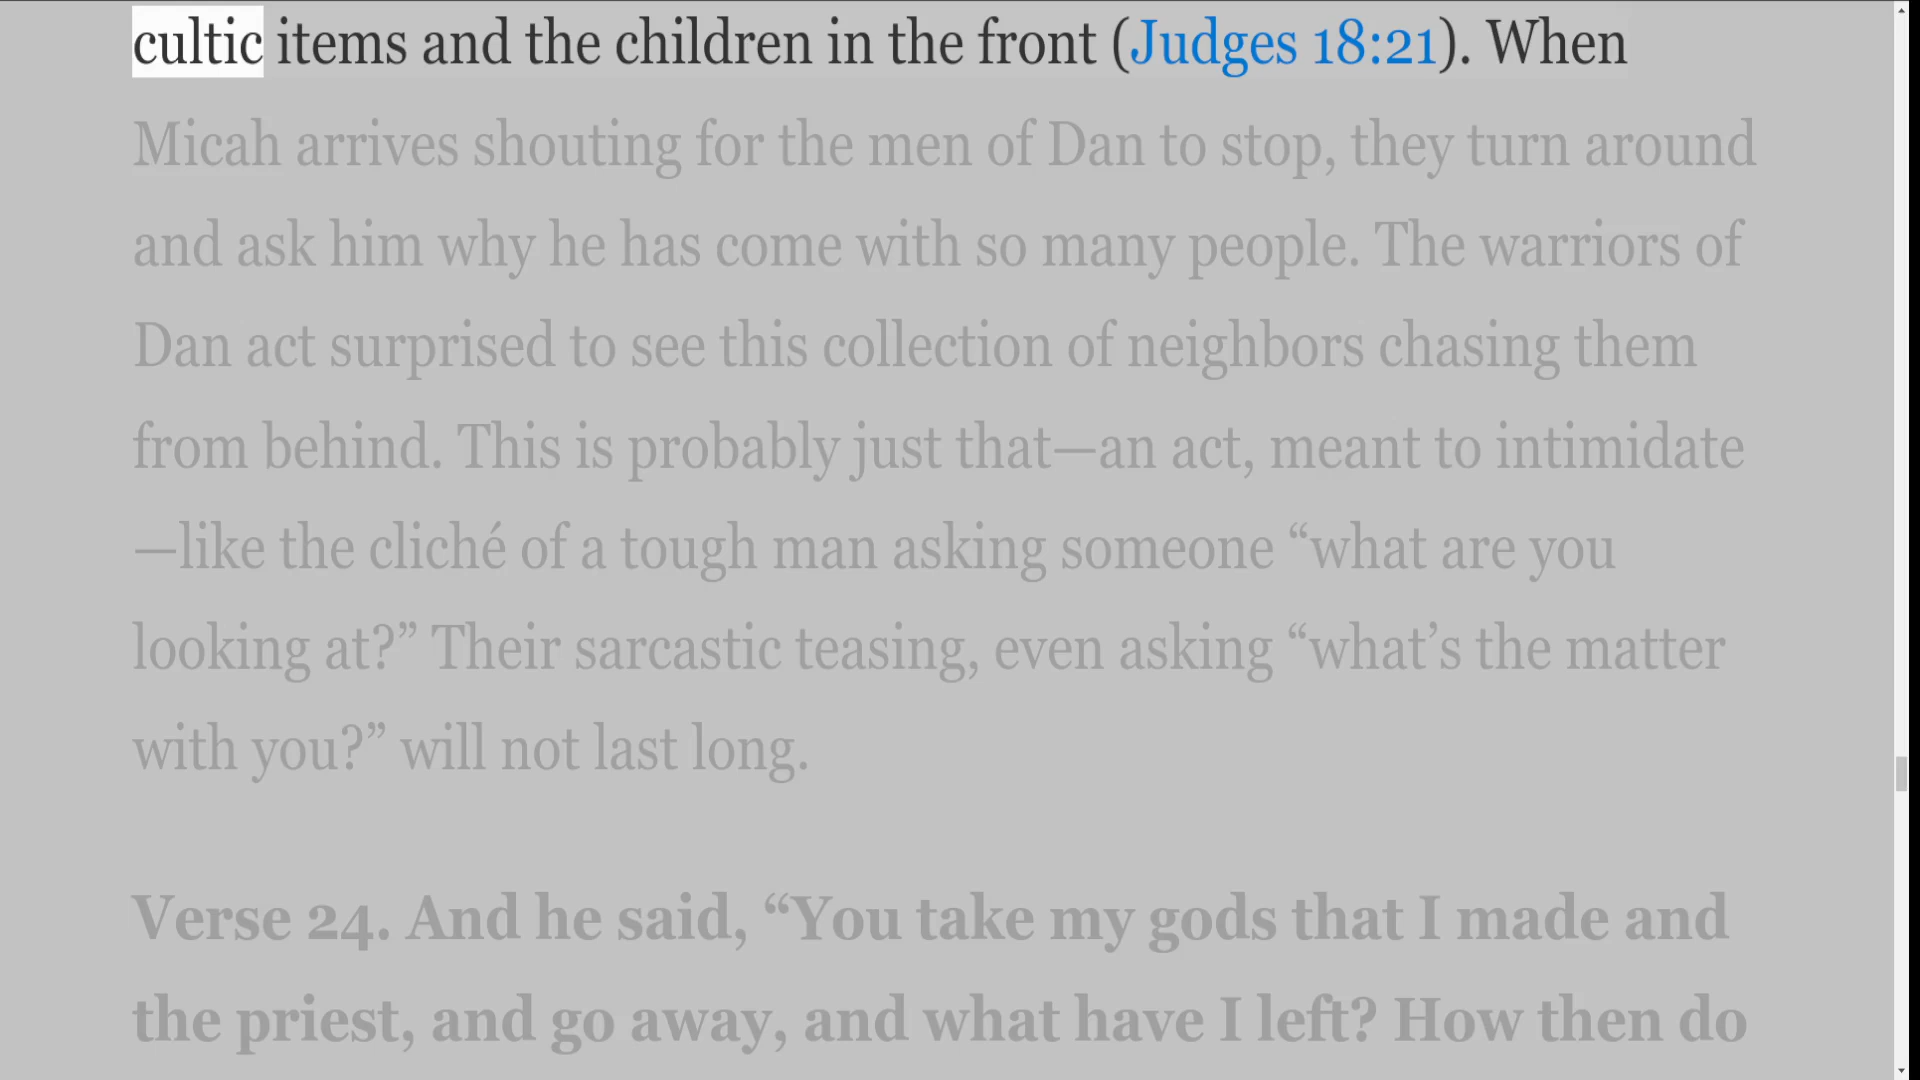 cultic items and the children in the front (Judges 18:21). When
Micah arrives shouting for the men of Dan to stop, they turn around
and ask him why he has come with so many people. The warriors of
Dan act surprised to see this collection of neighbors chasing them
from behind. This is probably just that—an act, meant to intimidate
—like the cliché of a tough man asking someone “what are you
looking at?” Their sarcastic teasing, even asking “what’s the matter
with you?” will not last long.
Verse 24. And he said, “You take my gods that I made and
the priest, and go away, and what have I left? How then do